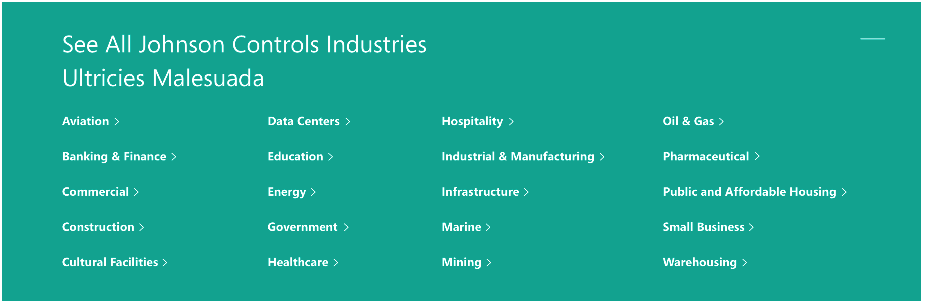 See All Johnson Controls Industries
Ultricies Malesuada
Aviation
Banking & Finance
Commercial
Construction
Cultural Facilities
Data Centers
Education
Energy
Government
Healthcare
Hospitality
Industrial & Manufacturing
Infrastructure
Marine
Mining
Oil & Gas
Pharmaceutical
Public and Affordable Housing
Small Business
Warehousing